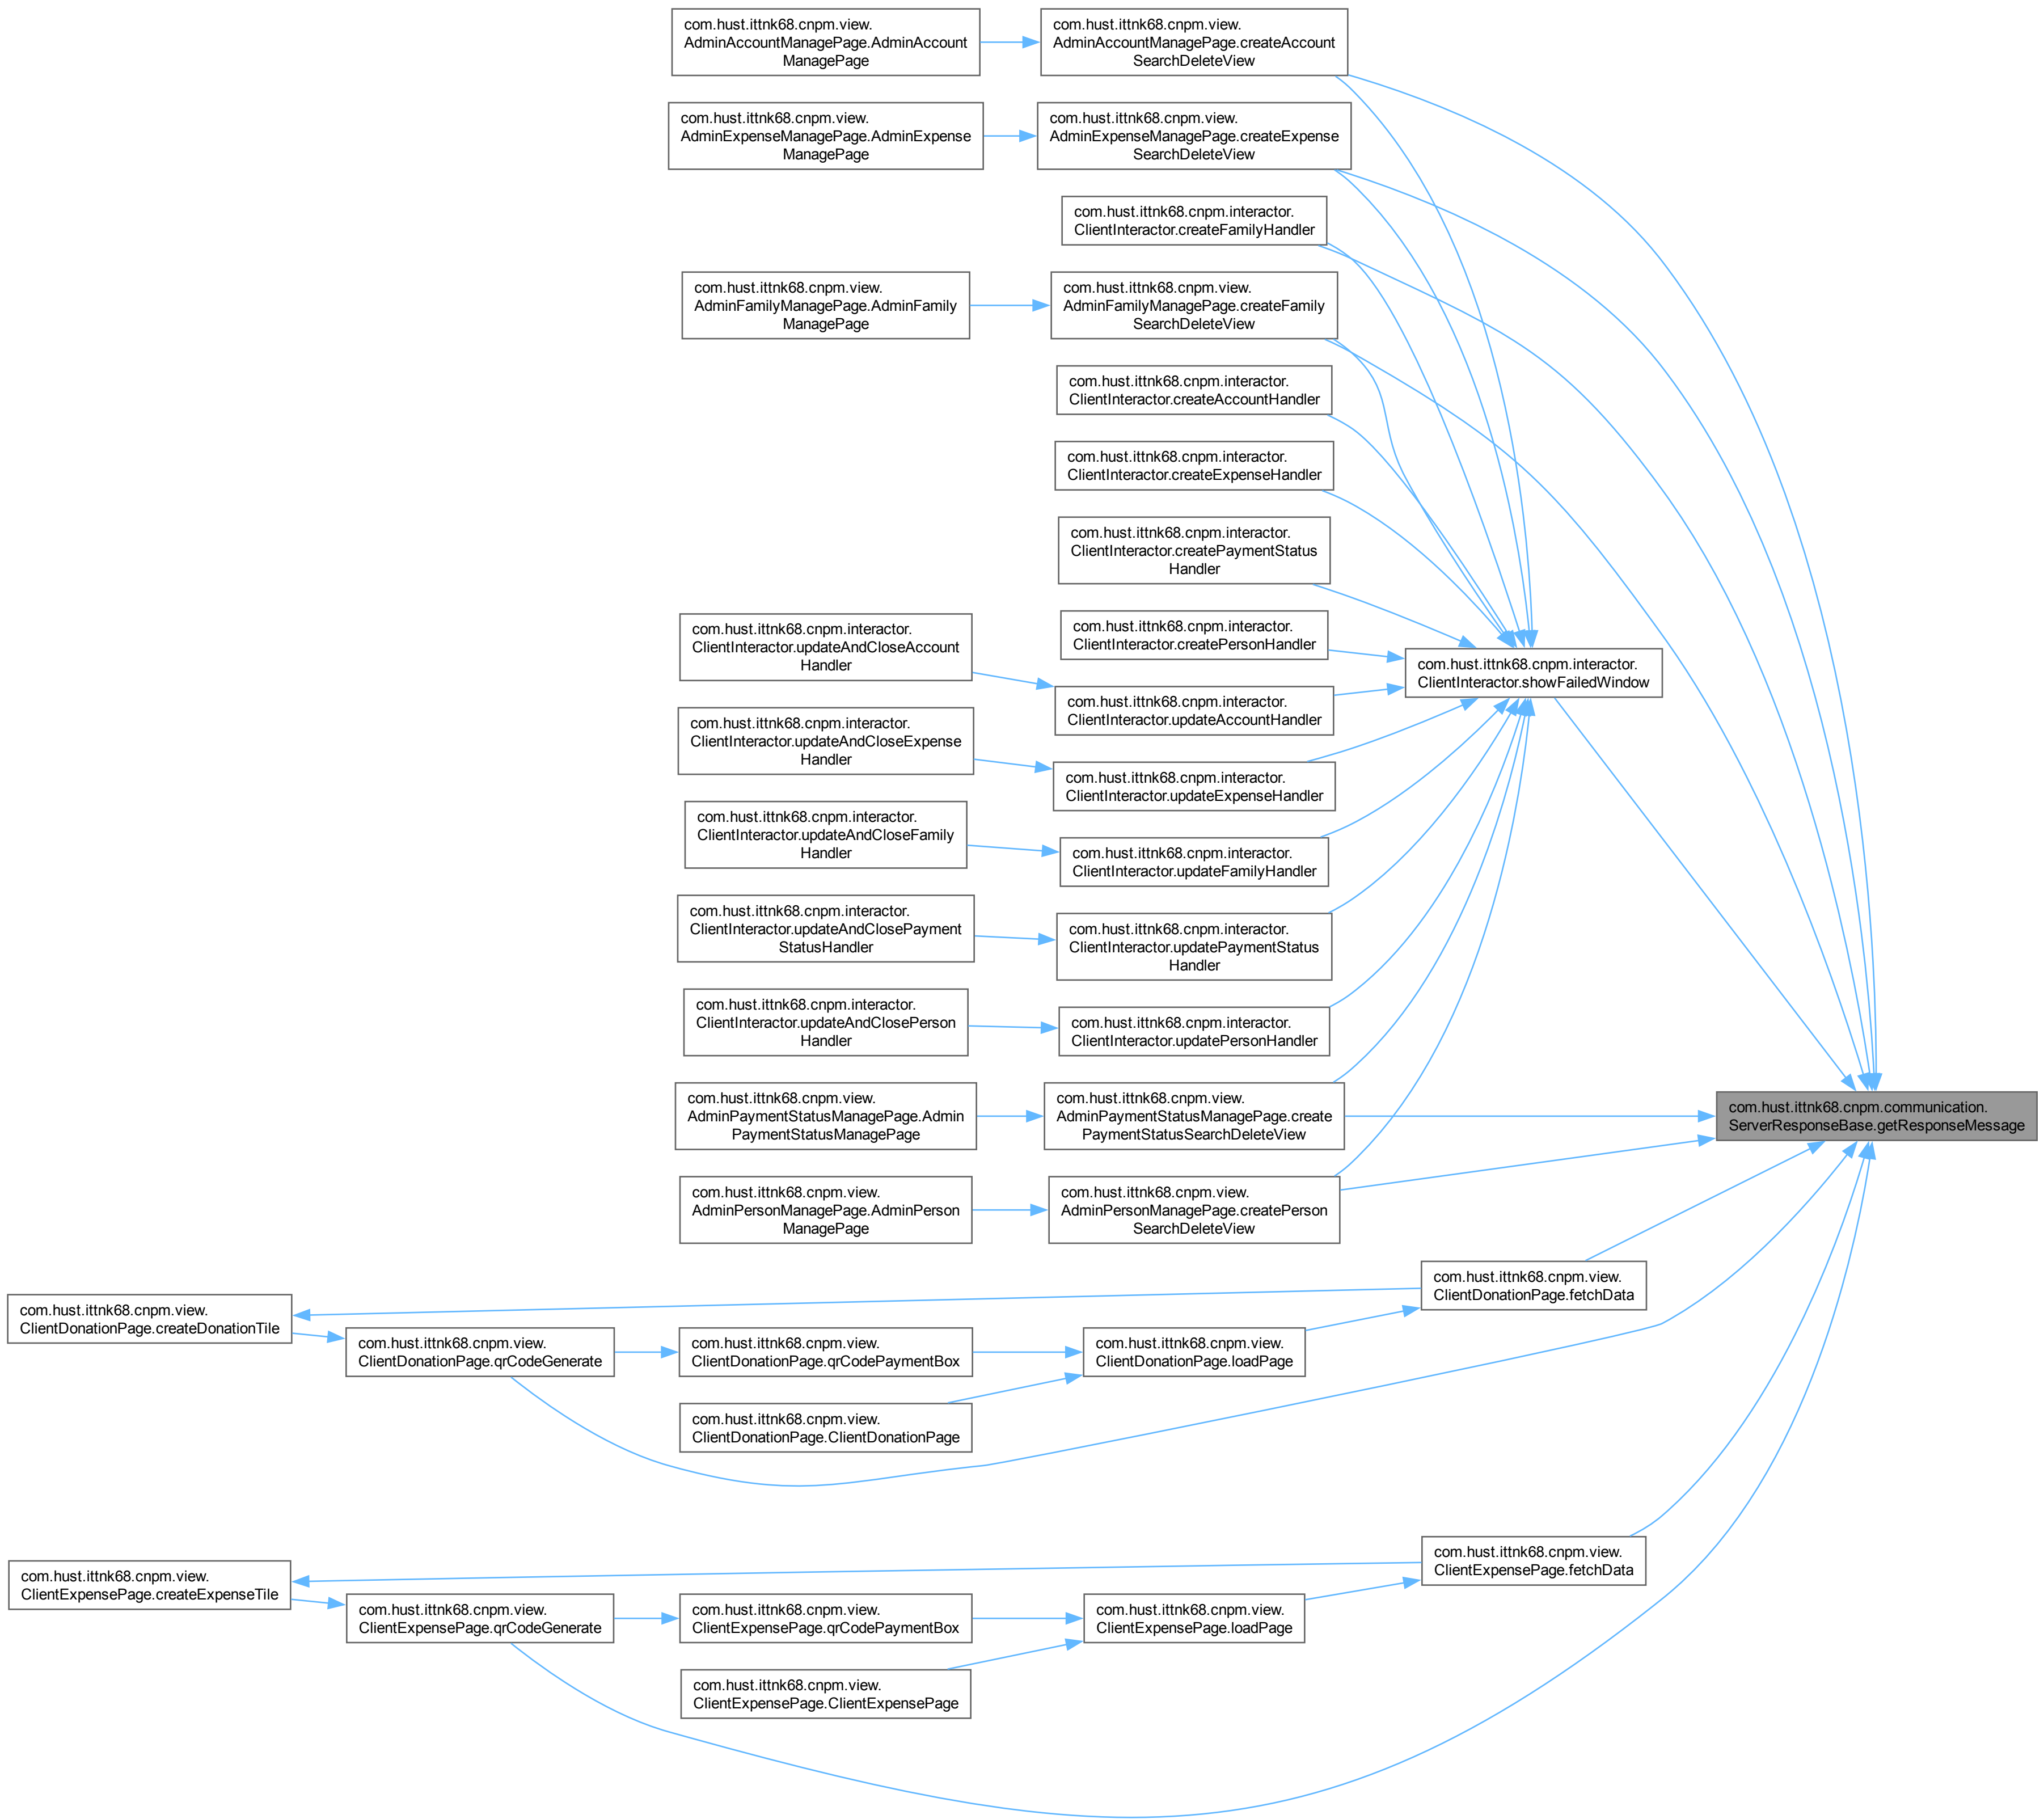 com.hust.ittnk68.cnpm.view.
AdminAccountManagePage.AdminAccount
ManagePage
com.hust.ittnk68.cnpm.view.
AdminAccountManagePage.createAccount
SearchDeleteView
com.hust.ittnk68.cnpm.view.
AdminExpenseManagePage.AdminExpense
ManagePage
com.hust.ittnk68.cnpm.view.
AdminExpenseManagePage.createExpense
SearchDeleteView
com.hust.ittnk68.cnpm.interactor.
ClientInteractor.createFamilyHandler
com.hust.ittnk68.cnpm.view.
AdminFamilyManagePage.AdminFamily
ManagePage
com.hust.ittnk68.cnpm.view.
AdminFamilyManagePage.createFamily
SearchDeleteView
com.hust.ittnk68.cnpm.interactor.
ClientInteractor.createAccountHandler
com.hust.ittnk68.cnpm.interactor.
ClientInteractor.createExpenseHandler
com.hust.ittnk68.cnpm.interactor.
ClientInteractor.createPaymentStatus
Handler
com.hust.ittnk68.cnpm.interactor.
ClientInteractor.createPersonHandler
com.hust.ittnk68.cnpm.interactor.
ClientInteractor.updateAndCloseAccount
Handler
com.hust.ittnk68.cnpm.interactor.
ClientInteractor.showFailedWindow
com.hust.ittnk68.cnpm.interactor.
ClientInteractor.updateAccountHandler
com.hust.ittnk68.cnpm.interactor.
ClientInteractor.updateAndCloseExpense
Handler
com.hust.ittnk68.cnpm.interactor.
ClientInteractor.updateExpenseHandler
com.hust.ittnk68.cnpm.interactor.
ClientInteractor.updateAndCloseFamily
Handler
com.hust.ittnk68.cnpm.interactor.
ClientInteractor.updateFamilyHandler
com.hust.ittnk68.cnpm.interactor.
ClientInteractor.updateAndClosePayment
StatusHandler
com.hust.ittnk68.cnpm.interactor.
ClientInteractor.updatePaymentStatus
Handler
com.hust.ittnk68.cnpm.interactor.
ClientInteractor.updateAndClosePerson
Handler
com.hust.ittnk68.cnpm.interactor.
ClientInteractor.updatePersonHandler
com.hust.ittnk68.cnpm.view.
AdminPaymentStatusManagePage.Admin
PaymentStatusManagePage
com.hust.ittnk68.cnpm.view.
AdminPaymentStatusManagePage.create
PaymentStatusSearchDeleteView
com.hust.ittnk68.cnpm.communication.
ServerResponseBase.getResponseMessage
com.hust.ittnk68.cnpm.view.
AdminPersonManagePage.AdminPerson
ManagePage
com.hust.ittnk68.cnpm.view.
AdminPersonManagePage.createPerson
SearchDeleteView
com.hust.ittnk68.cnpm.view.
ClientDonationPage.fetchData
com.hust.ittnk68.cnpm.view.
ClientDonationPage.createDonationTile
com.hust.ittnk68.cnpm.view.
ClientDonationPage.qrCodeGenerate
com.hust.ittnk68.cnpm.view.
ClientDonationPage.qrCodePaymentBox
com.hust.ittnk68.cnpm.view.
ClientDonationPage.loadPage
com.hust.ittnk68.cnpm.view.
ClientDonationPage.ClientDonationPage
com.hust.ittnk68.cnpm.view.
ClientExpensePage.fetchData
com.hust.ittnk68.cnpm.view.
ClientExpensePage.createExpenseTile
com.hust.ittnk68.cnpm.view.
ClientExpensePage.qrCodeGenerate
com.hust.ittnk68.cnpm.view.
ClientExpensePage.qrCodePaymentBox
com.hust.ittnk68.cnpm.view.
ClientExpensePage.loadPage
com.hust.ittnk68.cnpm.view.
ClientExpensePage.ClientExpensePage